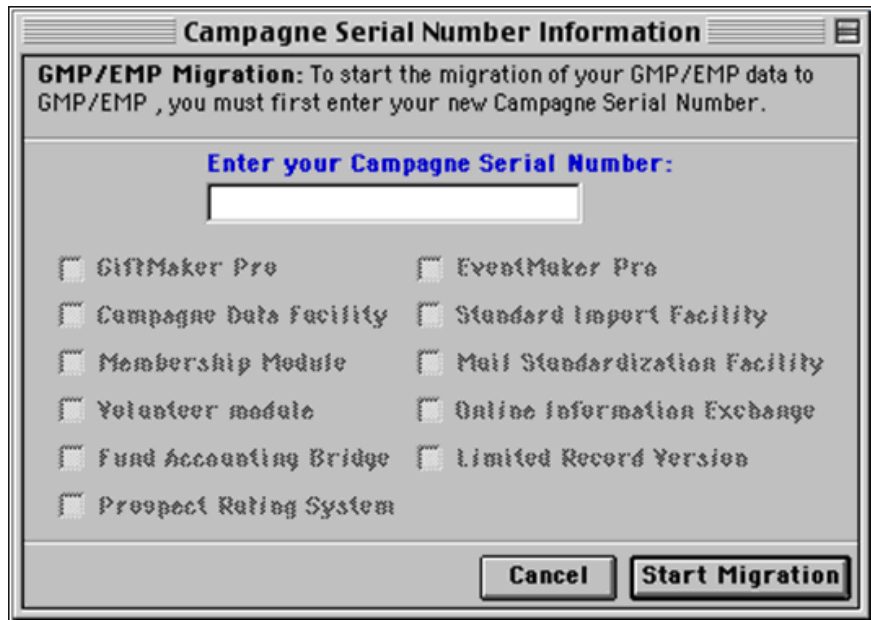 Campagne Serial Number Information
GMP/EMP Migration: To start the migration of your GMP/EMP data to
GMP/EMP , you must first enter your new Campagne Serial Number.
Enter your Campagne Serial Number:
GiftMaker Pro
EventMaker Pro
Campagne Data Facility
Standard Import Facility
Membership Module
Mail Standardization Facility
Volunteer module
Online Information Exchange
Fund Accounting Bridge
Limited Record Version
Prospect Rating System
Cancel
Start Migration